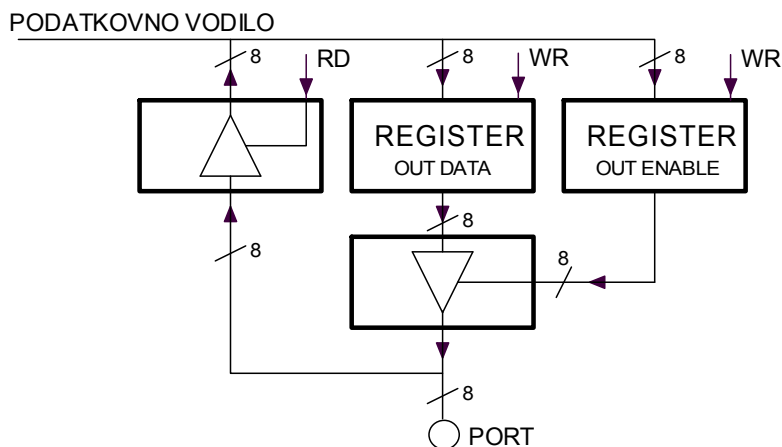 PODATKOVNO VODILO
8
RD
8
WR
8
WR
REGISTER
OUT DATA
REGISTER
OUT ENABLE
8
8
8
8
PORT